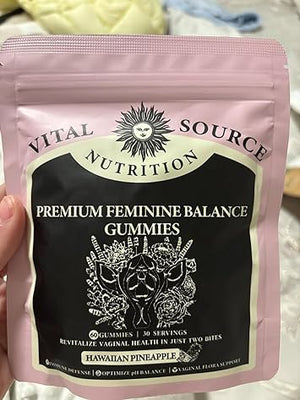 VITAL SOURCE
NUTRITION
PREMIUM FEMININE BALANCE
GUMMIES
60 GUMMIES | 30 SERVINGS
REVITALIZE VAGINAL HEALTH IN JUST TWO BITES
HAWAIIAN PINEAPPLE
IMMUNE DEFENSE | OPTIMIZE pH BALANCE | VAGINAL FLORA SUPPORT